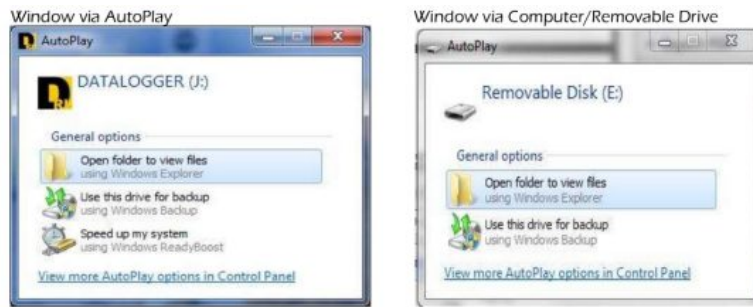 Window via AutoPlay
AutoPlay
DATALOGGER (J:)
General options
Open folder to view files
using Windows Explorer
Use this drive for backup
using Windows Backup
Speed up my system
using Windows ReadyBoost
View more AutoPlay options in Control Panel
Window via Computer/Removable Drive
AutoPlay
Removable Disk (E:)
General options
Open folder to view files
using Windows Explorer
Use this drive for backup
using Windows Backup
View more AutoPlay options in Control Panel